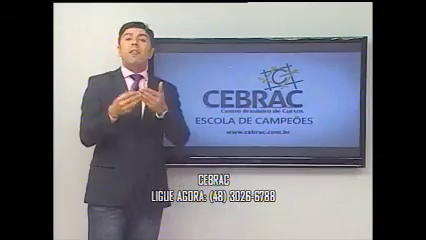 C
CEBRAC
Centro Brasileiro de Cursos
ESCOLA DE CAMPEÕES
www.cebrac.com.br
CEBRAC
LIGUE AGORA: (48) 3026-6788